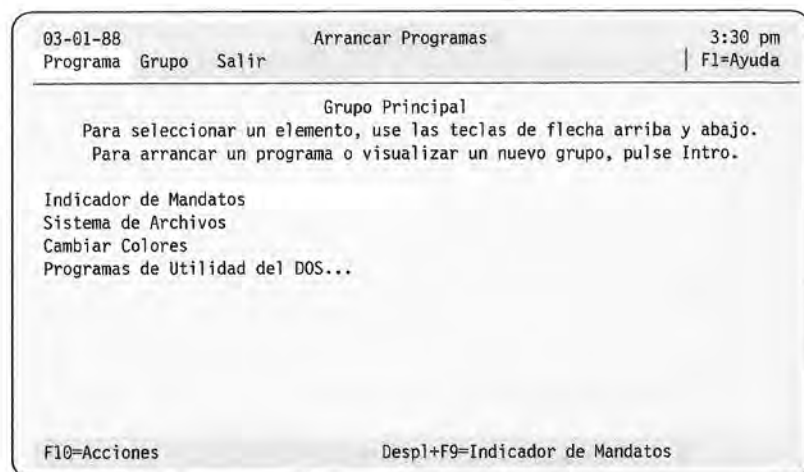 03-01-88 Arrancar Programas 3:30 pm
Programa Grupo Salir | F1=Ayuda
Grupo Principal
Para seleccionar un elemento, use las teclas de flecha arriba y abajo.
Para arrancar un programa o visualizar un nuevo grupo, pulse Intro.
Indicador de Mandatos
Sistema de Archivos
Cambiar Colores
Programas de Utilidad del DOS...
F10=Acciones Despl+F9=Indicador de Mandatos